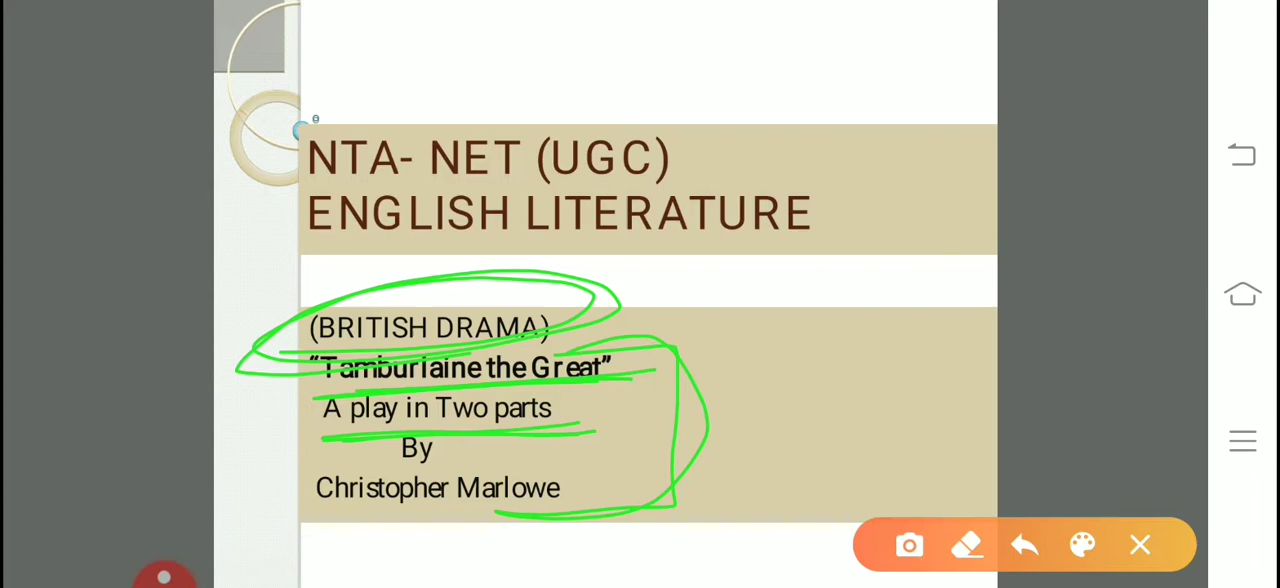 NTA- NET (UGC)
ENGLISH LITERATURE
(BRITISH DRAMA)
“Tamburlaine the Great”
A play in Two parts
By
Christopher Marlowe